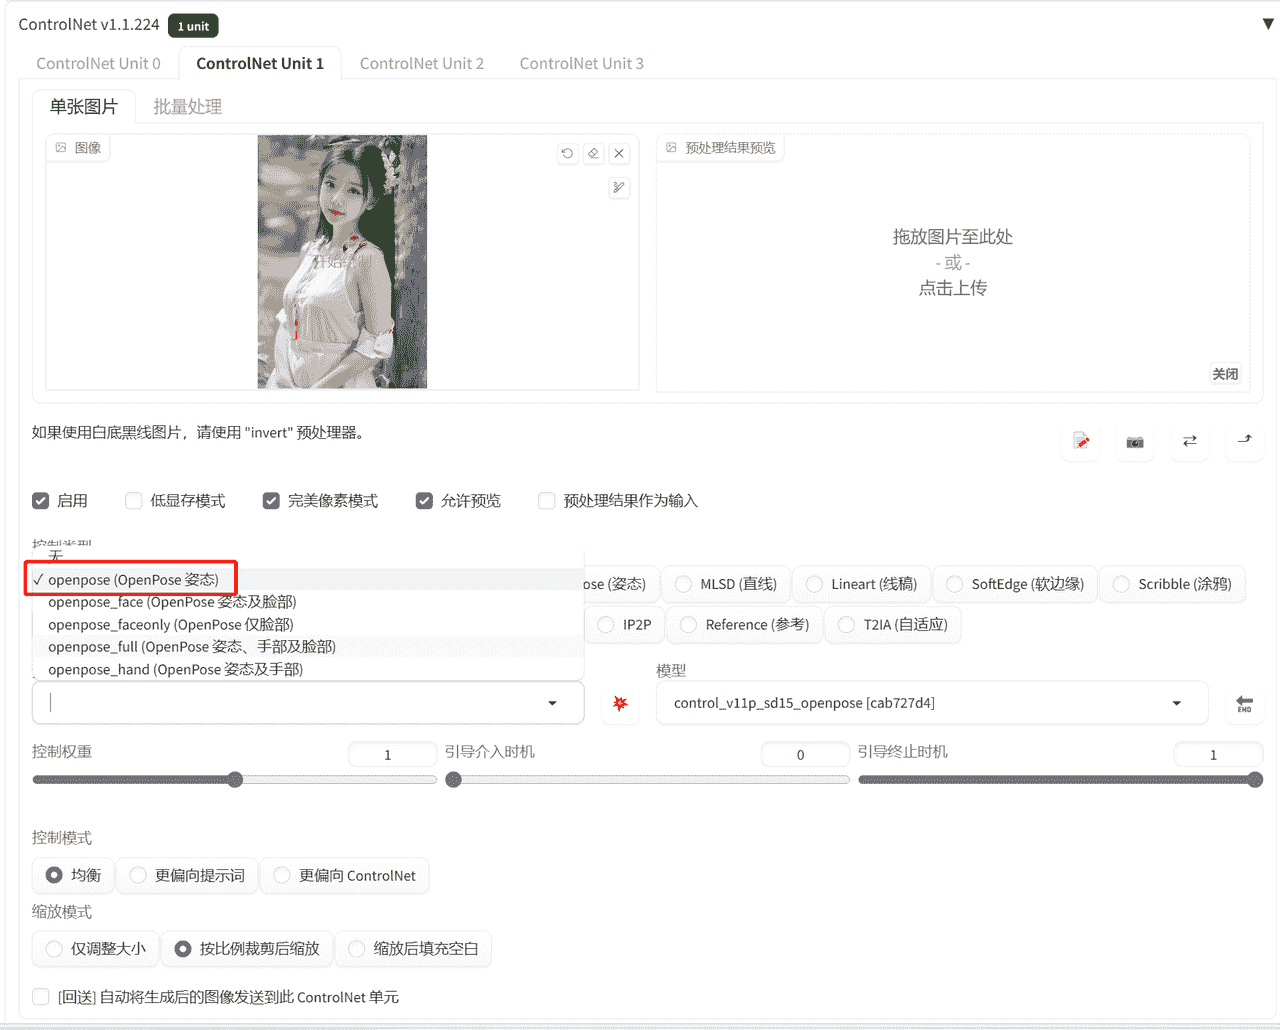 ControlNet v1.1.224 1 unit ▼
ControlNet Unit 0 ControlNet Unit 1 ControlNet Unit 2 ControlNet Unit 3
单张图片 批量处理
图像 预处理结果预览
开始绘
拖放图片至此处
- 或 -
点击上传
关闭
如果使用白底黑线图片，请使用 "invert" 预处理器。
启用 低显存模式 完美像素模式 允许预览 预处理结果作为输入
控制类型
无
✓ openpose (OpenPose 姿态)
ose (姿态) MLSD (直线) Lineart (线稿) SoftEdge (软边缘) Scribble (涂鸦)
openpose_face (OpenPose 姿态及脸部)
openpose_faceonly (OpenPose 仅脸部)
IP2P Reference (参考) T2IA (自适应)
openpose_full (OpenPose 姿态、手部及脸部)
openpose_hand (OpenPose 姿态及手部)
模型
control_v11p_sd15_openpose [cab727d4]
END
控制权重 1 引导介入时机 0 引导终止时机 1
控制模式
均衡 更偏向提示词 更偏向 ControlNet
缩放模式
仅调整大小 按比例裁剪后缩放 缩放后填充空白
[回送] 自动将生成后的图像发送到此 ControlNet 单元